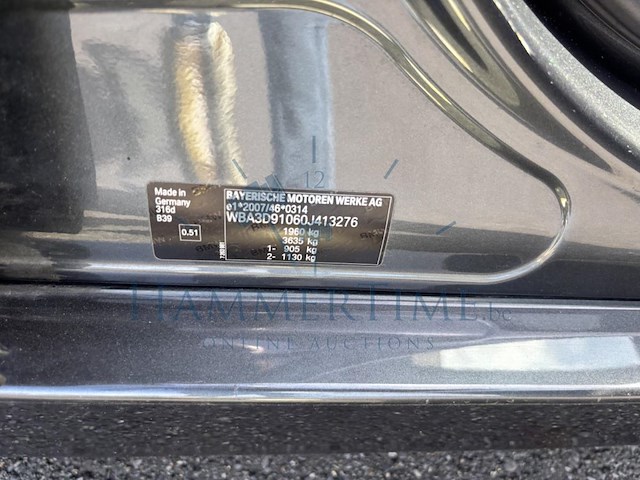 Made in
Germany
316d
B39
0.51
BAYERISCHE MOTOREN WERKE AG
e1*2007/46*0314
WBA3D91060J413276
1960 kg
3635 kg
1- 905 kg
2- 1130 kg
12
HAMMERTIME.be
ONLINE AUCTIONS